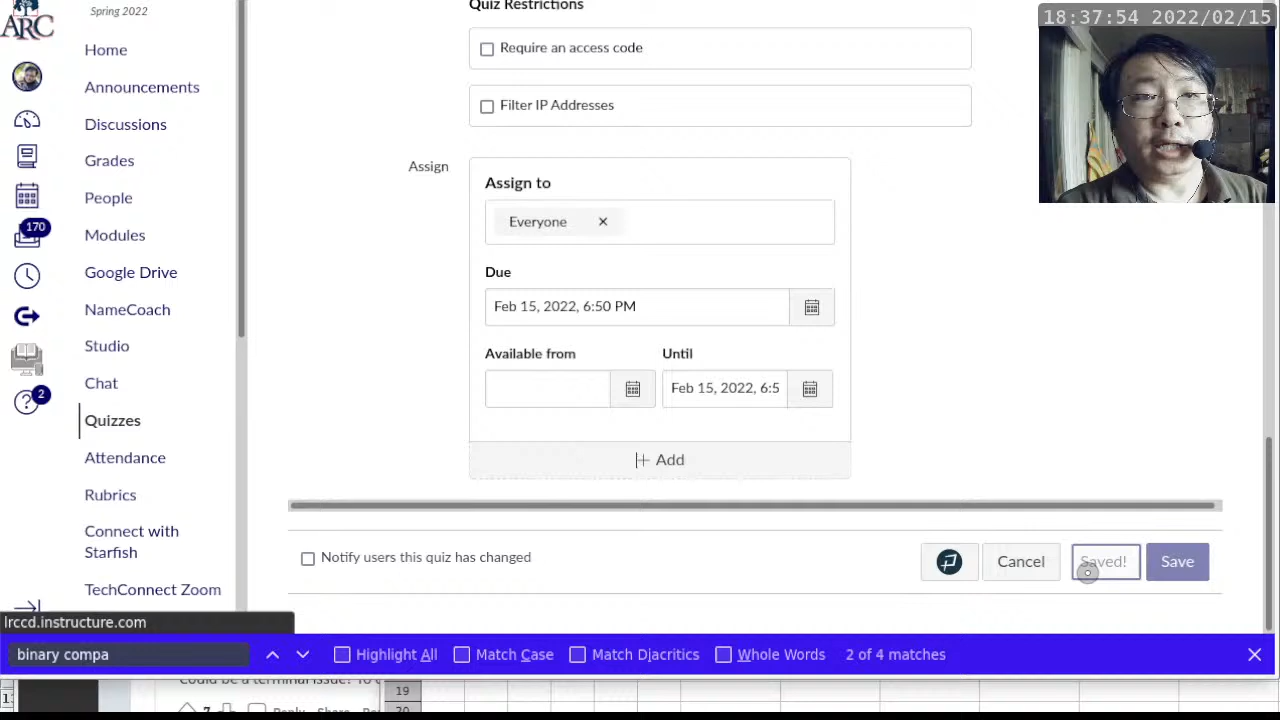 Quiz Restrictions
18:37:54 2022/02/15
ARC
Spring 2022
Home
Require an access code
Announcements
Filter IP Addresses
Discussions
Grades
Assign
Assign to
People
Everyone ×
170
Modules
Google Drive
Due
NameCoach
Feb 15, 2022, 6:50 PM
Studio
Available from
Until
Chat
Feb 15, 2022, 6:5
2
Quizzes
Attendance
+ Add
Rubrics
Connect with
Starfish
Notify users this quiz has changed
Cancel
Saved!
Save
TechConnect Zoom
lrccd.instructure.com
binary compa
Highlight All
Match Case
Match Diacritics
Whole Words
2 of 4 matches
19